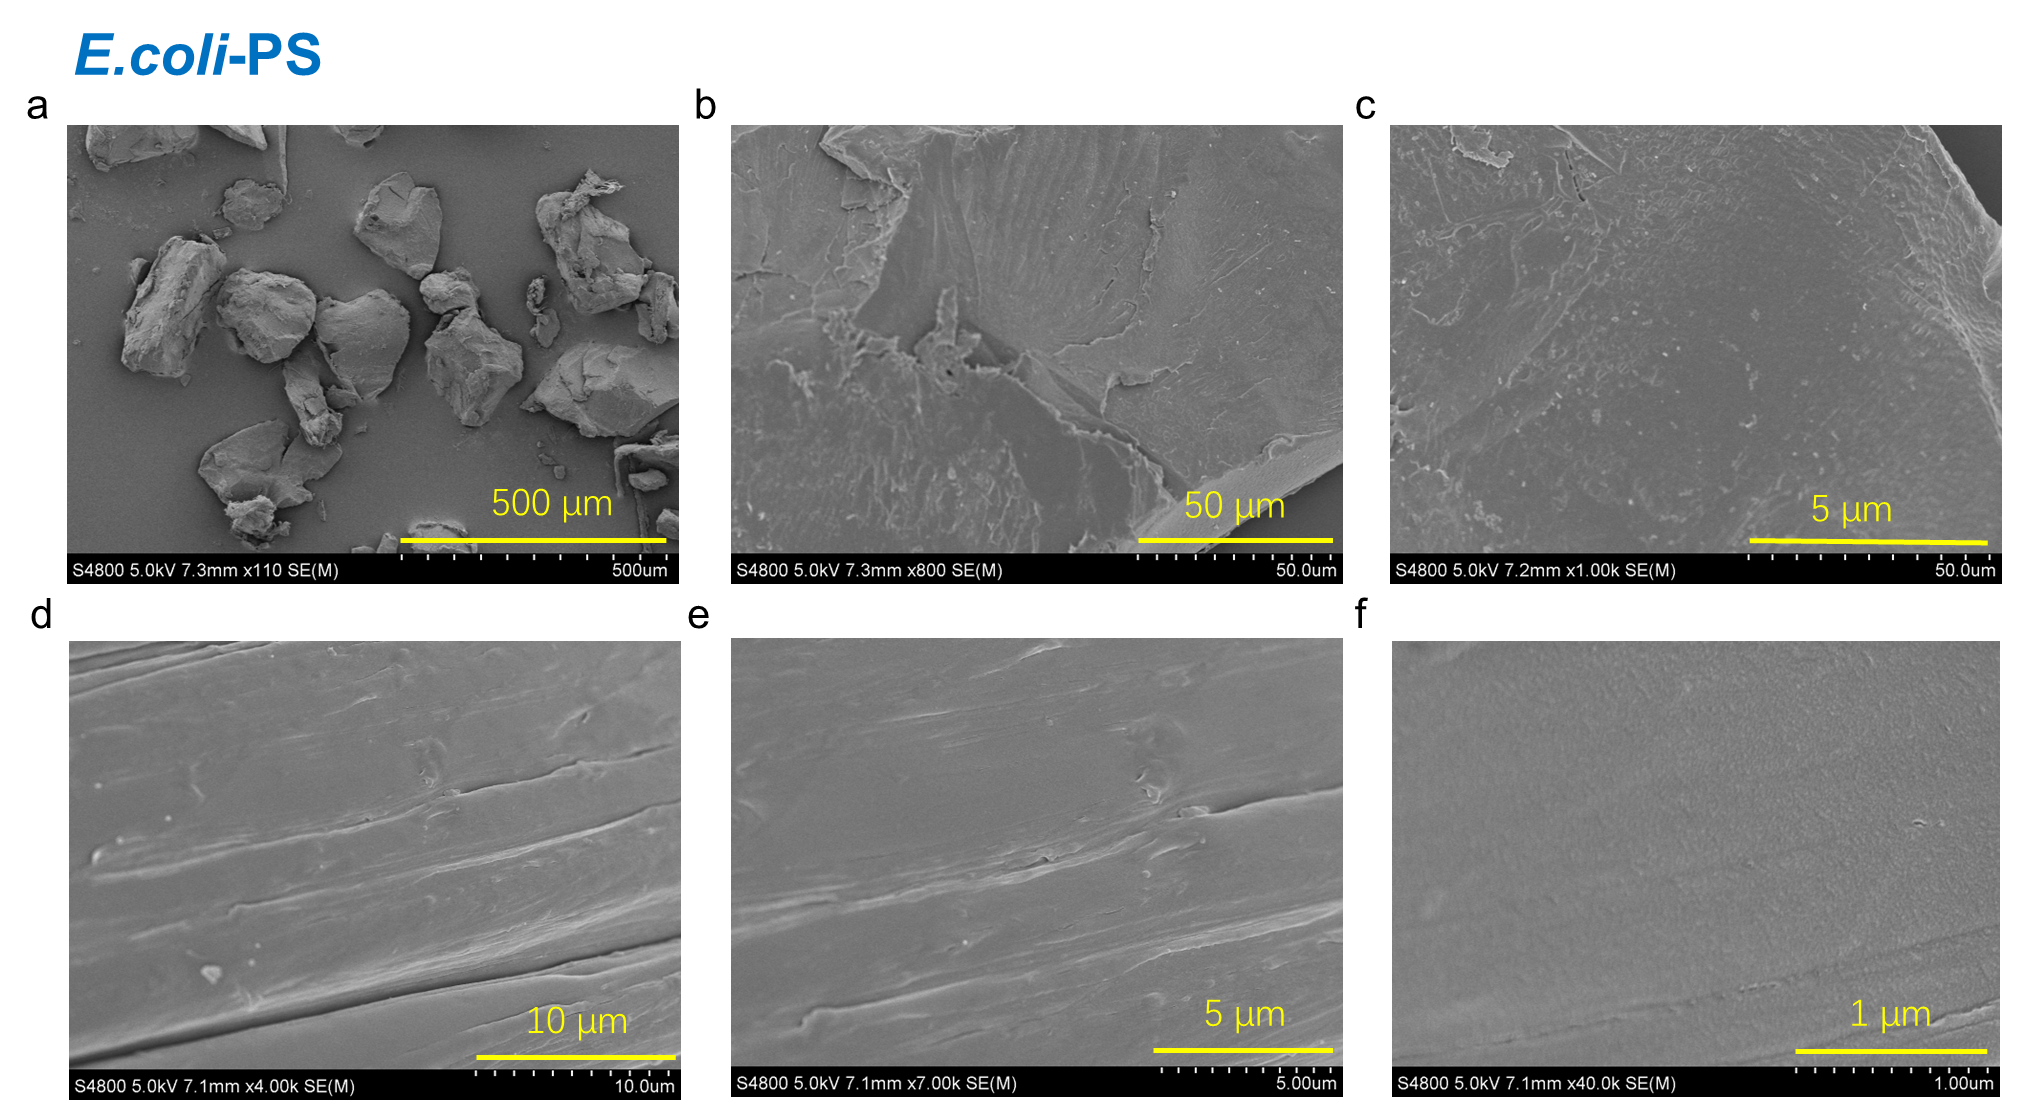 E.coli-PS
a
b
c
500 μm
50 μm
5 μm
S4800 5.0kV 7.3mm x110 SE(M) 500um
S4800 5.0kV 7.3mm x800 SE(M) 50.0um
S4800 5.0kV 7.2mm x1.00k SE(M) 50.0um
d
e
f
10 μm
5 μm
1 μm
S4800 5.0kV 7.1mm x4.00k SE(M) 10.0um
S4800 5.0kV 7.1mm x7.00k SE(M) 5.00um
S4800 5.0kV 7.1mm x40.0k SE(M) 1.00um